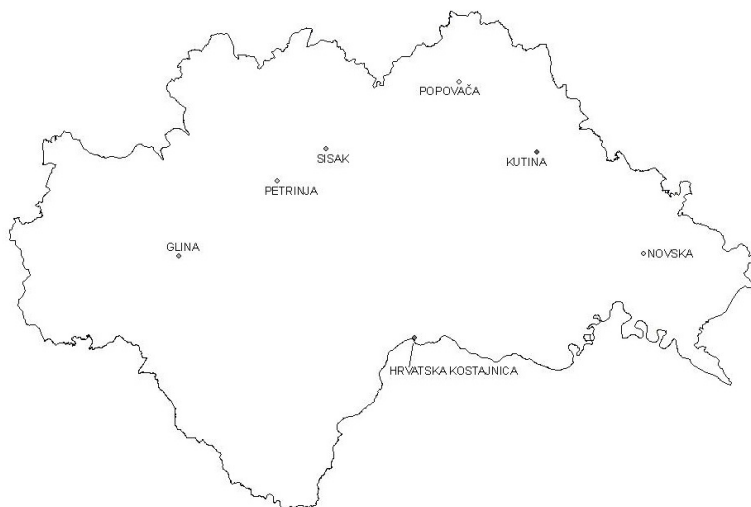 POPOVAČA
SISAK
KUTINA
PETRINJA
GLINA
NOVSKA
HRVATSKA KOSTAJNICA